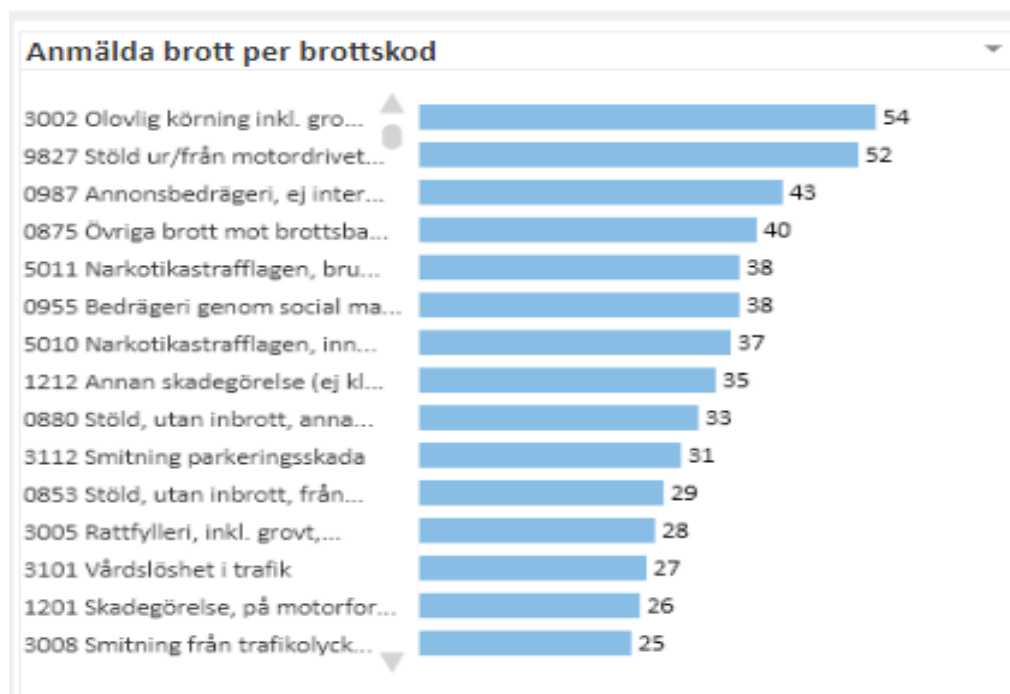 Anmälda brott per brottskod
3002 Olovlig körning inkl. gro... 54
9827 Stöld ur/från motordrivet... 52
0987 Annonsbedrägeri, ej inter... 43
0875 Övriga brott mot brottsba... 40
5011 Narkotikastrafflagen, bru... 38
0955 Bedrägeri genom social ma... 38
5010 Narkotikastrafflagen, inn... 37
1212 Annan skadegörelse (ej kl... 35
0880 Stöld, utan inbrott, anna... 33
3112 Smitning parkeringsskada 31
0853 Stöld, utan inbrott, från... 29
3005 Rattfylleri, inkl. grovt,... 28
3101 Vårdslöshet i trafik 27
1201 Skadegörelse, på motorfor... 26
3008 Smitning från trafikolyck... 25